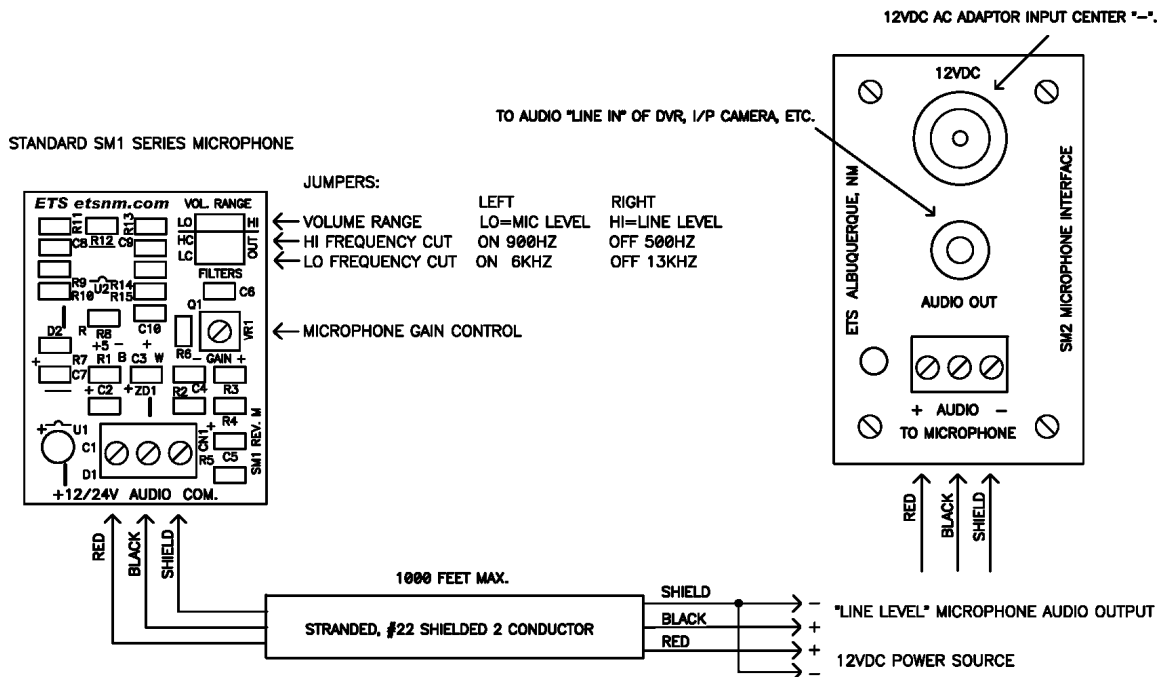 12VDC AC ADAPTOR INPUT CENTER "-".
12VDC
TO AUDIO "LINE IN" OF DVR, I/P CAMERA, ETC.
ETS ALBUQUERQUE, NM
SM2 MICROPHONE INTERFACE
AUDIO OUT
+ AUDIO -
TO MICROPHONE
RED
BLACK
SHIELD
STANDARD SM1 SERIES MICROPHONE
ETS etsnm.com VOL. RANGE
R11
R13
LO HI
C8 R12 C9
HC
LC
OUT
FILTERS
R9 U2 R14
R10 R15
C6
Q1
D2 R R8 C10
VR1
+5 - +
R6 - GAIN +
+ R7 R1 B C3 W
C7
+ C2 + ZD1 R2 C4 R3
R4
+ U1
+
CN1
C1
R5 C5
D1
SM1 REV. M
+12/24V AUDIO COM.
JUMPERS:
LEFT RIGHT
VOLUME RANGE LO=MIC LEVEL HI=LINE LEVEL
HI FREQUENCY CUT ON 900HZ OFF 500HZ
LO FREQUENCY CUT ON 6KHZ OFF 13KHZ
MICROPHONE GAIN CONTROL
RED
BLACK
SHIELD
1000 FEET MAX.
STRANDED, #22 SHIELDED 2 CONDUCTOR
SHIELD
BLACK
RED
- "LINE LEVEL" MICROPHONE AUDIO OUTPUT
+
+ 12VDC POWER SOURCE
-